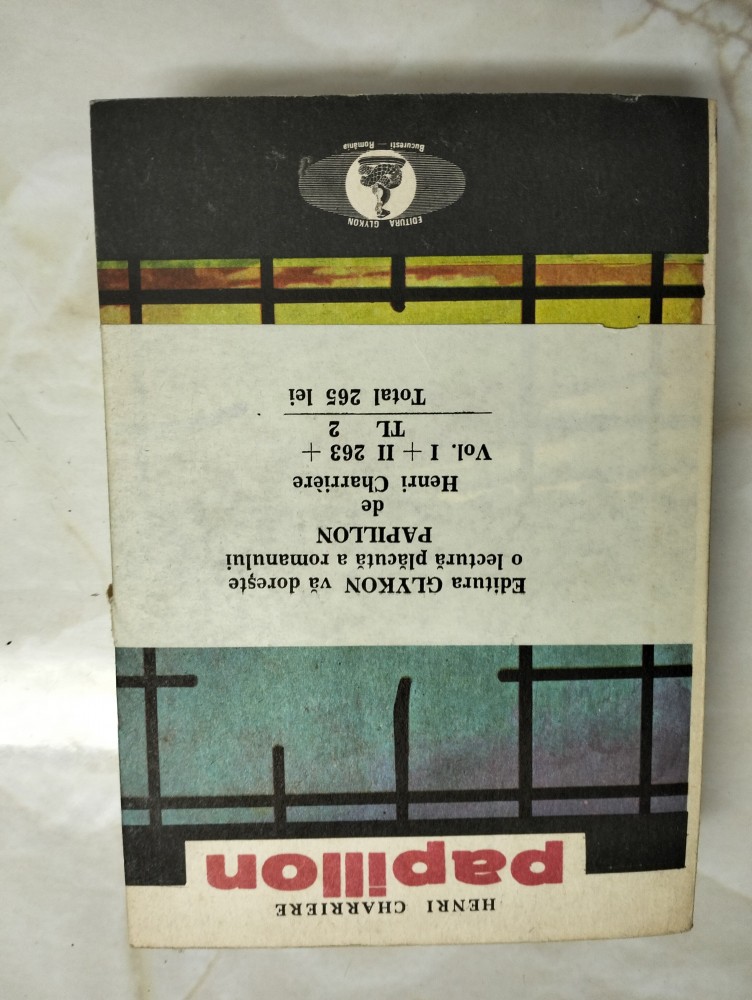 HENRI CHARRIERE
papillon
Editura GLYKON vă dorește
o lectură plăcută a romanului
PAPILLON
de
Henri Charrière
Vol. I + II 263 +
TL 2
Total 265 lei
EDITURA GLYKON
Bucuresti — România